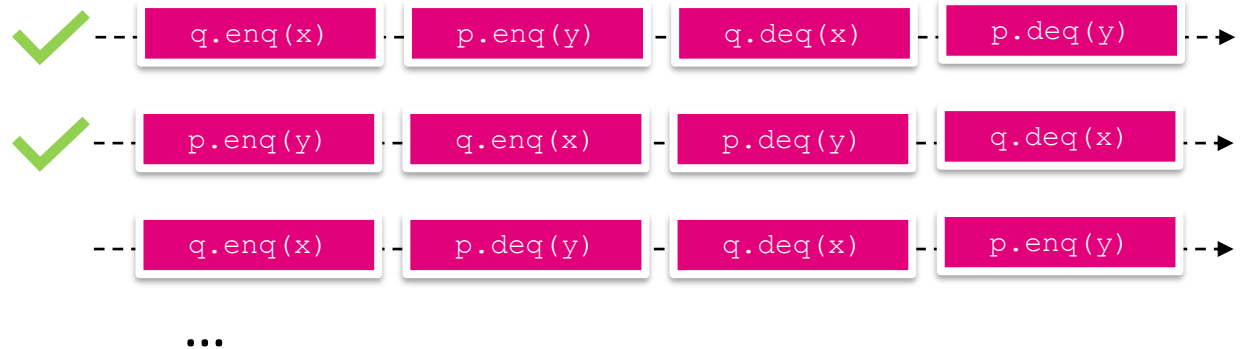 q.enq(x) p.enq(y) q.deq(x) p.deq(y)
p.enq(y) q.enq(x) p.deq(y) q.deq(x)
q.enq(x) p.deq(y) q.deq(x) p.enq(y)
...